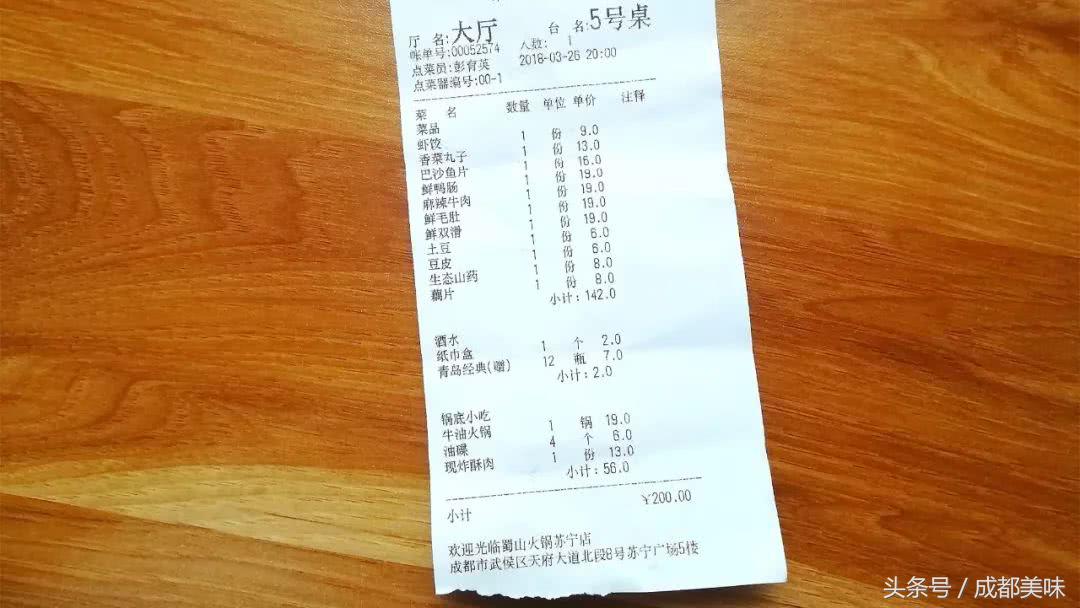 厅 名:大厅 台 名:5号桌
帐单号:00052574 人数: 1
点菜员:彭育英 2018-03-26 20:00
点菜器编号:00-1
菜 名 数量 单位 单价 注释
菜品
虾饺 1 份 9.0
香菜丸子 1 份 13.0
巴沙鱼片 1 份 16.0
鲜鸭肠 1 份 19.0
麻辣牛肉 1 份 19.0
鲜毛肚 1 份 19.0
鲜双滑 1 份 19.0
土豆 1 份 6.0
豆皮 1 份 6.0
生态山药 1 份 8.0
藕片 1 份 8.0
小计:142.0
酒水
纸巾盒 1 个 2.0
青岛经典(赠) 12 瓶 7.0
小计:2.0
锅底小吃
牛油火锅 1 锅 19.0
油碟 4 个 6.0
现炸酥肉 1 份 13.0
小计:56.0
小计 ¥200.00
欢迎光临蜀山火锅苏宁店
成都市武侯区天府大道北段8号苏宁广场5楼
头条号 / 成都美味